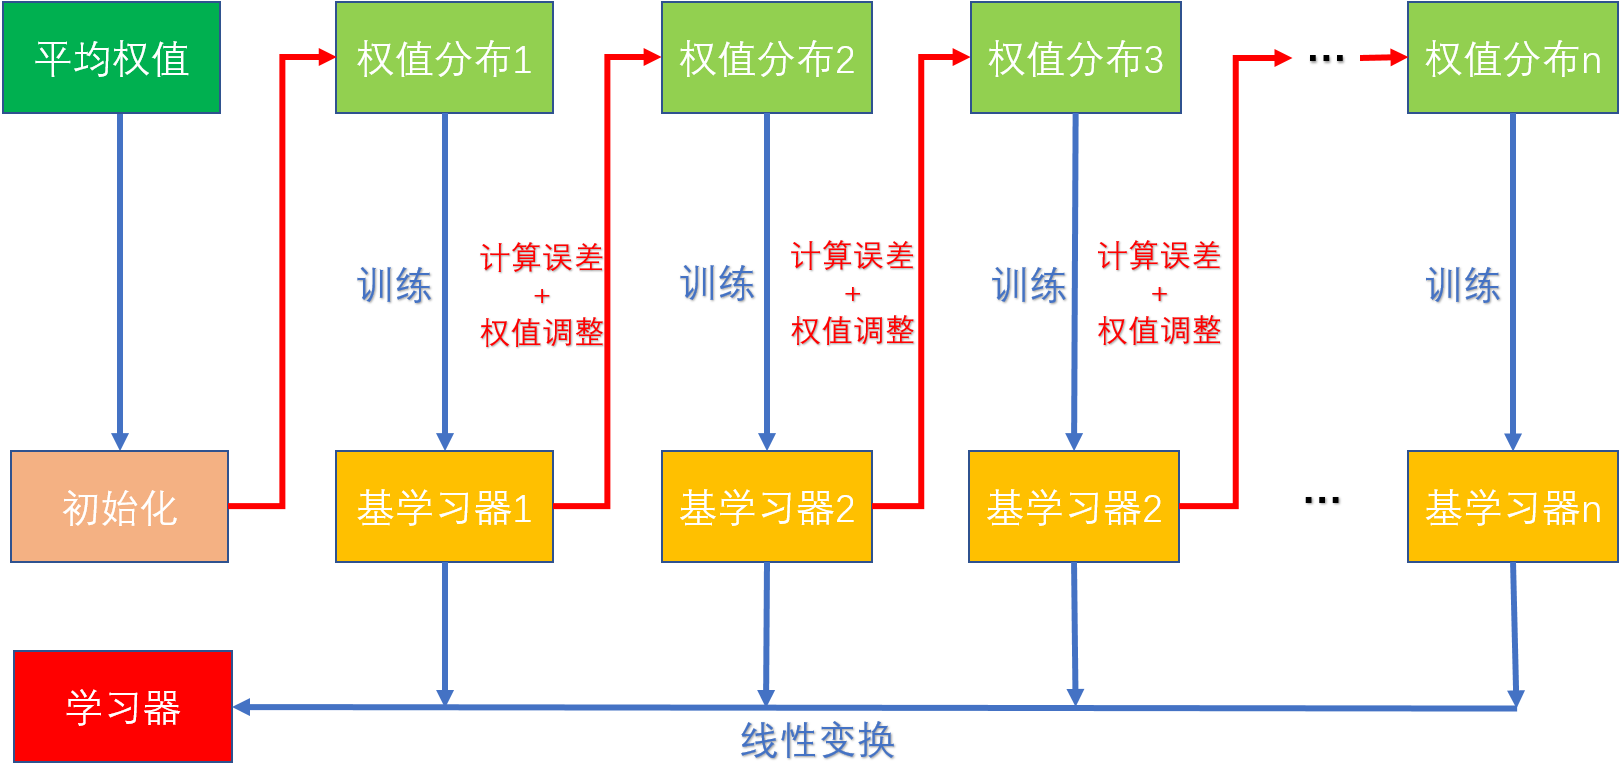 平均权值
权值分布1
权值分布2
权值分布3
…
权值分布n
训练
计算误差
+
权值调整
训练
计算误差
+
权值调整
训练
计算误差
+
权值调整
训练
初始化
基学习器1
基学习器2
基学习器2
…
基学习器n
学习器
线性变换